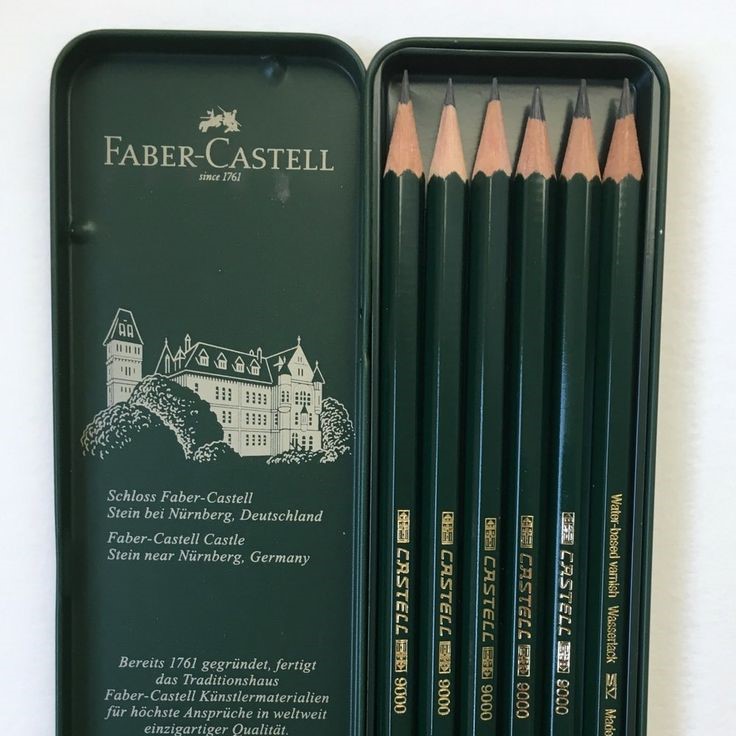 FABER-CASTELL
since 1761
Schloss Faber-Castell
Stein bei Nürnberg, Deutschland
Faber-Castell Castle
Stein near Nürnberg, Germany
Bereits 1761 gegründet, fertigt
das Traditionshaus
Faber-Castell Künstlermaterialien
für höchste Ansprüche in weltweit
einzigartiger Qualität.
CASTELL 9000
CASTELL 9000
CASTELL 9000
CASTELL 9000
CASTELL 9000
Water-based varnish Wasserlack SV Made